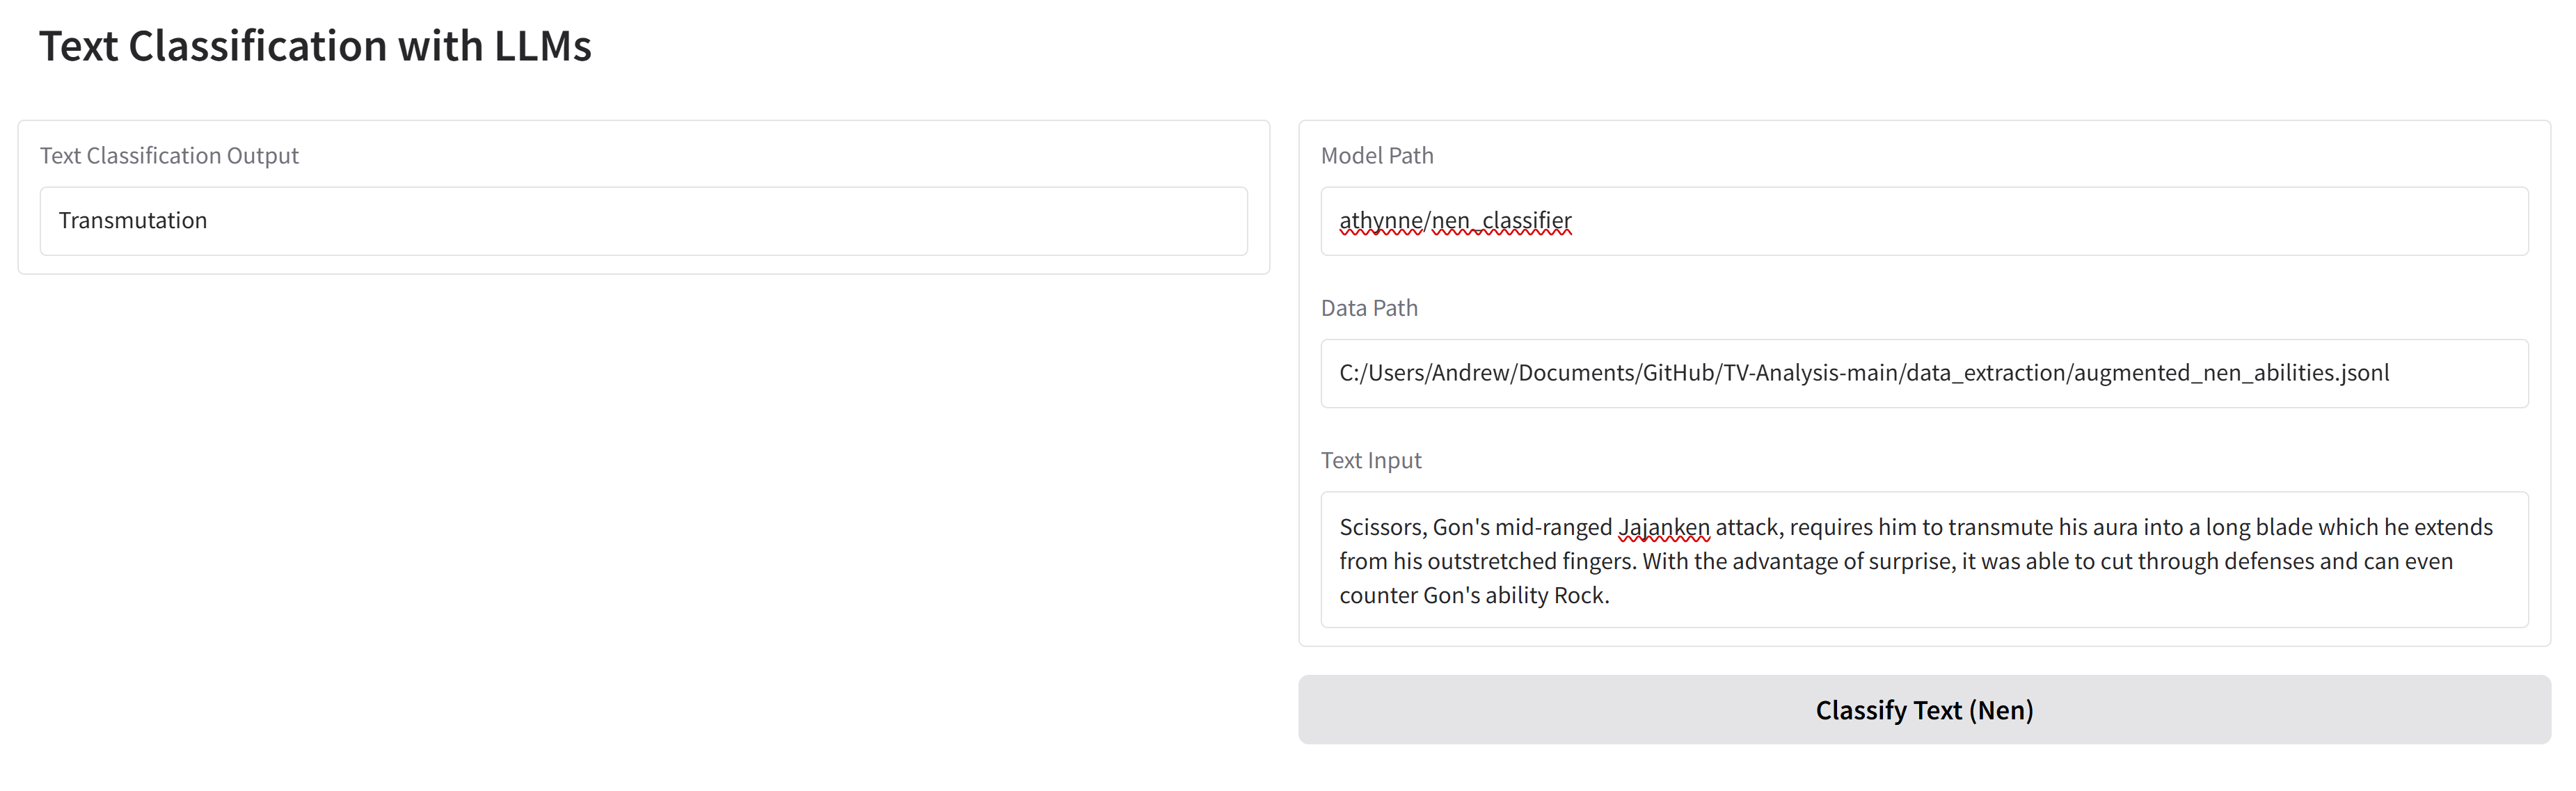 Text Classification with LLMs
Text Classification Output
Transmutation
Model Path
athynne/nen_classifier
Data Path
C:/Users/Andrew/Documents/GitHub/TV-Analysis-main/data_extraction/augmented_nen_abilities.jsonl
Text Input
Scissors, Gon's mid-ranged Jajanken attack, requires him to transmute his aura into a long blade which he extends
from his outstretched fingers. With the advantage of surprise, it was able to cut through defenses and can even
counter Gon's ability Rock.
Classify Text (Nen)